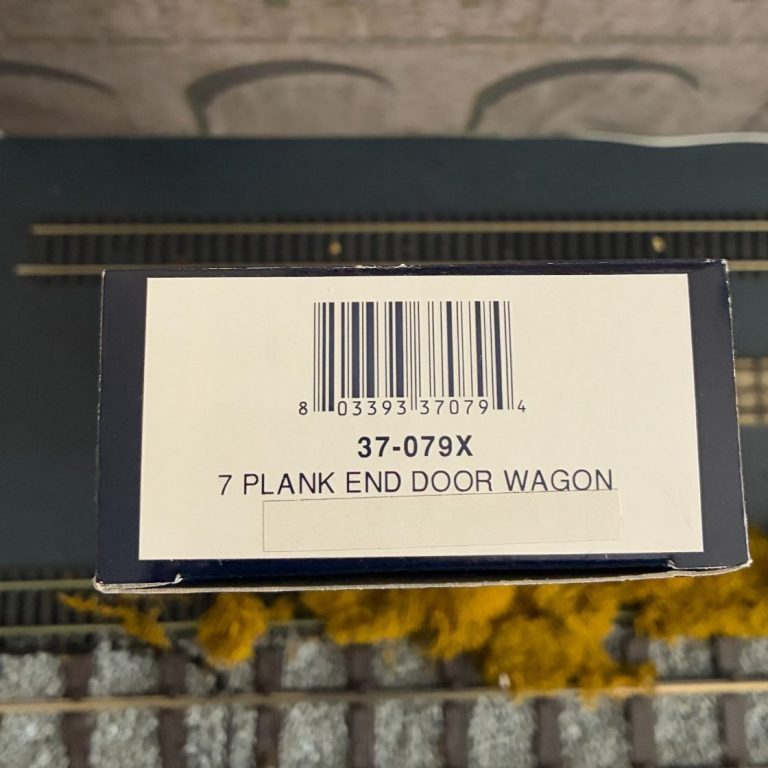 8 03393 37079 4
37-079X
7 PLANK END DOOR WAGON